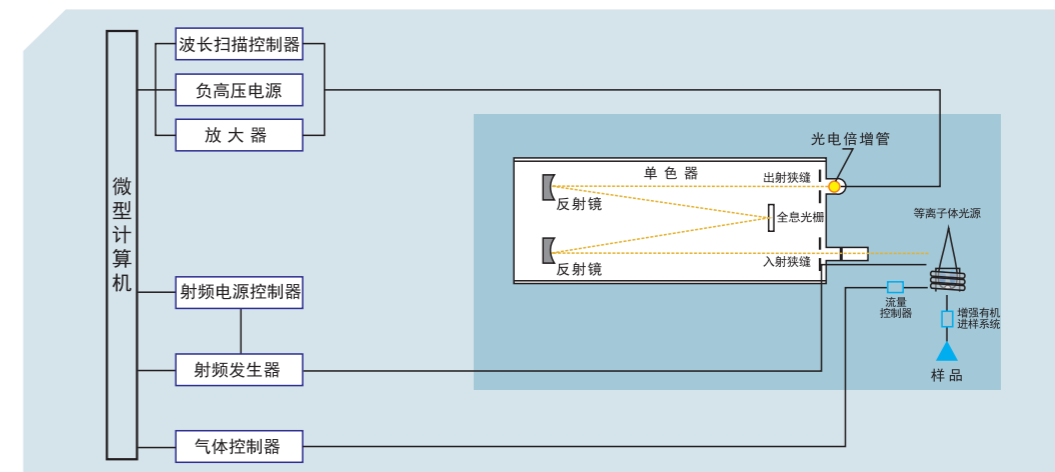 波长扫描控制器
负高压电源
放大器
微型计算机
射频电源控制器
射频发生器
气体控制器
光电倍增管
单色器
出射狭缝
反射镜
全息光栅
等离子体光源
入射狭缝
反射镜
流量
控制器
增强有机
进样系统
样品